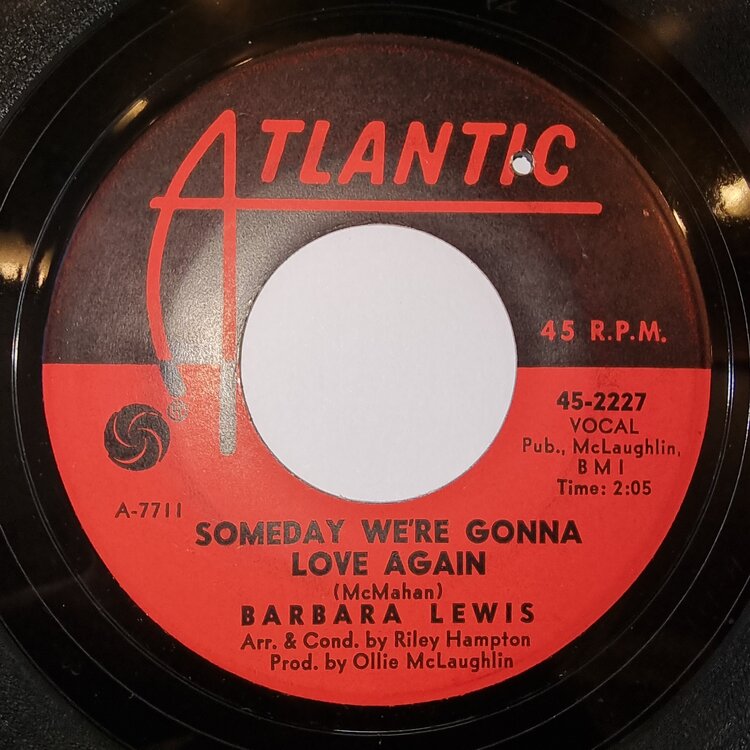 ATLANTIC
45 R.P.M.
45-2227
VOCAL
Pub., McLaughlin,
BMI
Time: 2:05
A-7711
SOMEDAY WE'RE GONNA
LOVE AGAIN
(McMahan)
BARBARA LEWIS
Arr. & Cond. by Riley Hampton
Prod. by Ollie McLaughlin